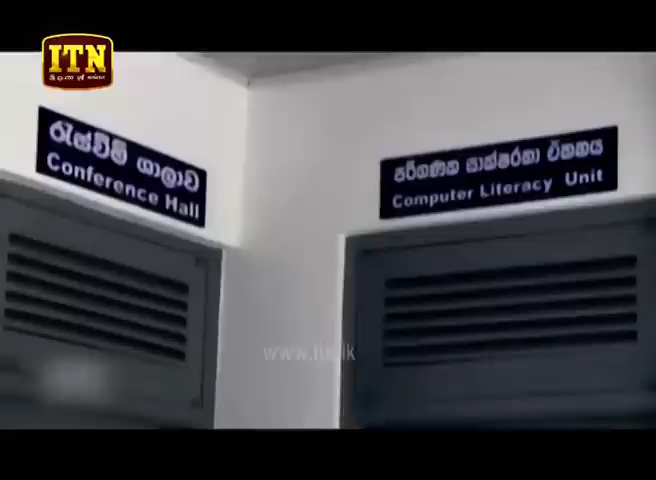 ITN
රැස්වීම් ශාලාව
Conference Hall
පරිගණක සාක්ෂරතා ඒකකය
Computer Literacy Unit
www.itn.lk